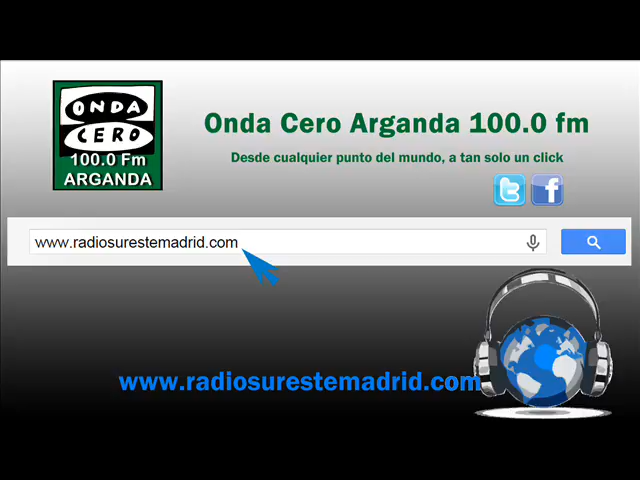 ONDA
CERO
100.0 Fm
ARGANDA
Onda Cero Arganda 100.0 fm
Desde cualquier punto del mundo, a tan solo un click
www.radiosurestemadrid.com
www.radiosurestemadrid.com